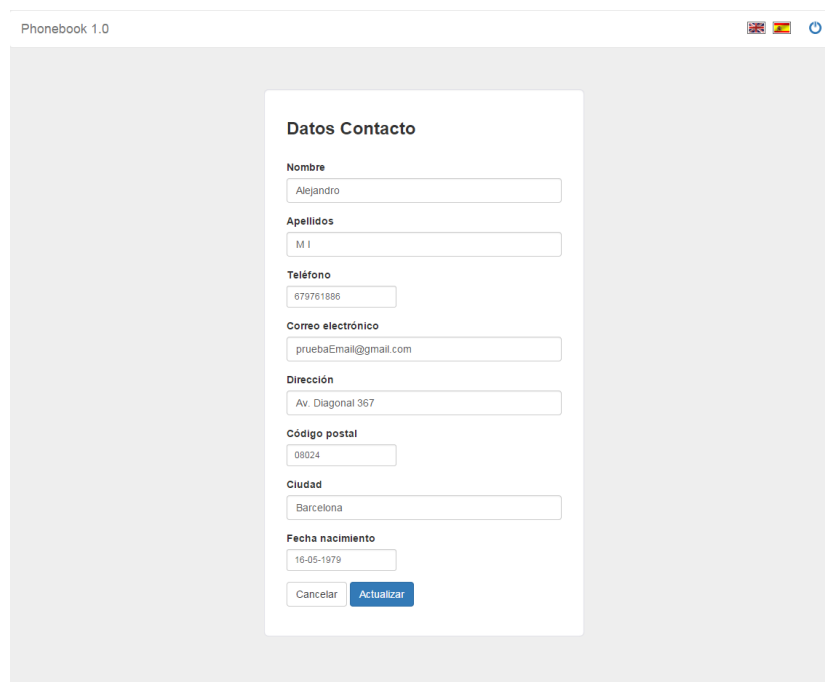 Phonebook 1.0
Datos Contacto
Nombre
Alejandro
Apellidos
M I
Teléfono
679761886
Correo electrónico
pruebaEmail@gmail.com
Dirección
Av. Diagonal 367
Código postal
08024
Ciudad
Barcelona
Fecha nacimiento
16-05-1979
Cancelar Actualizar